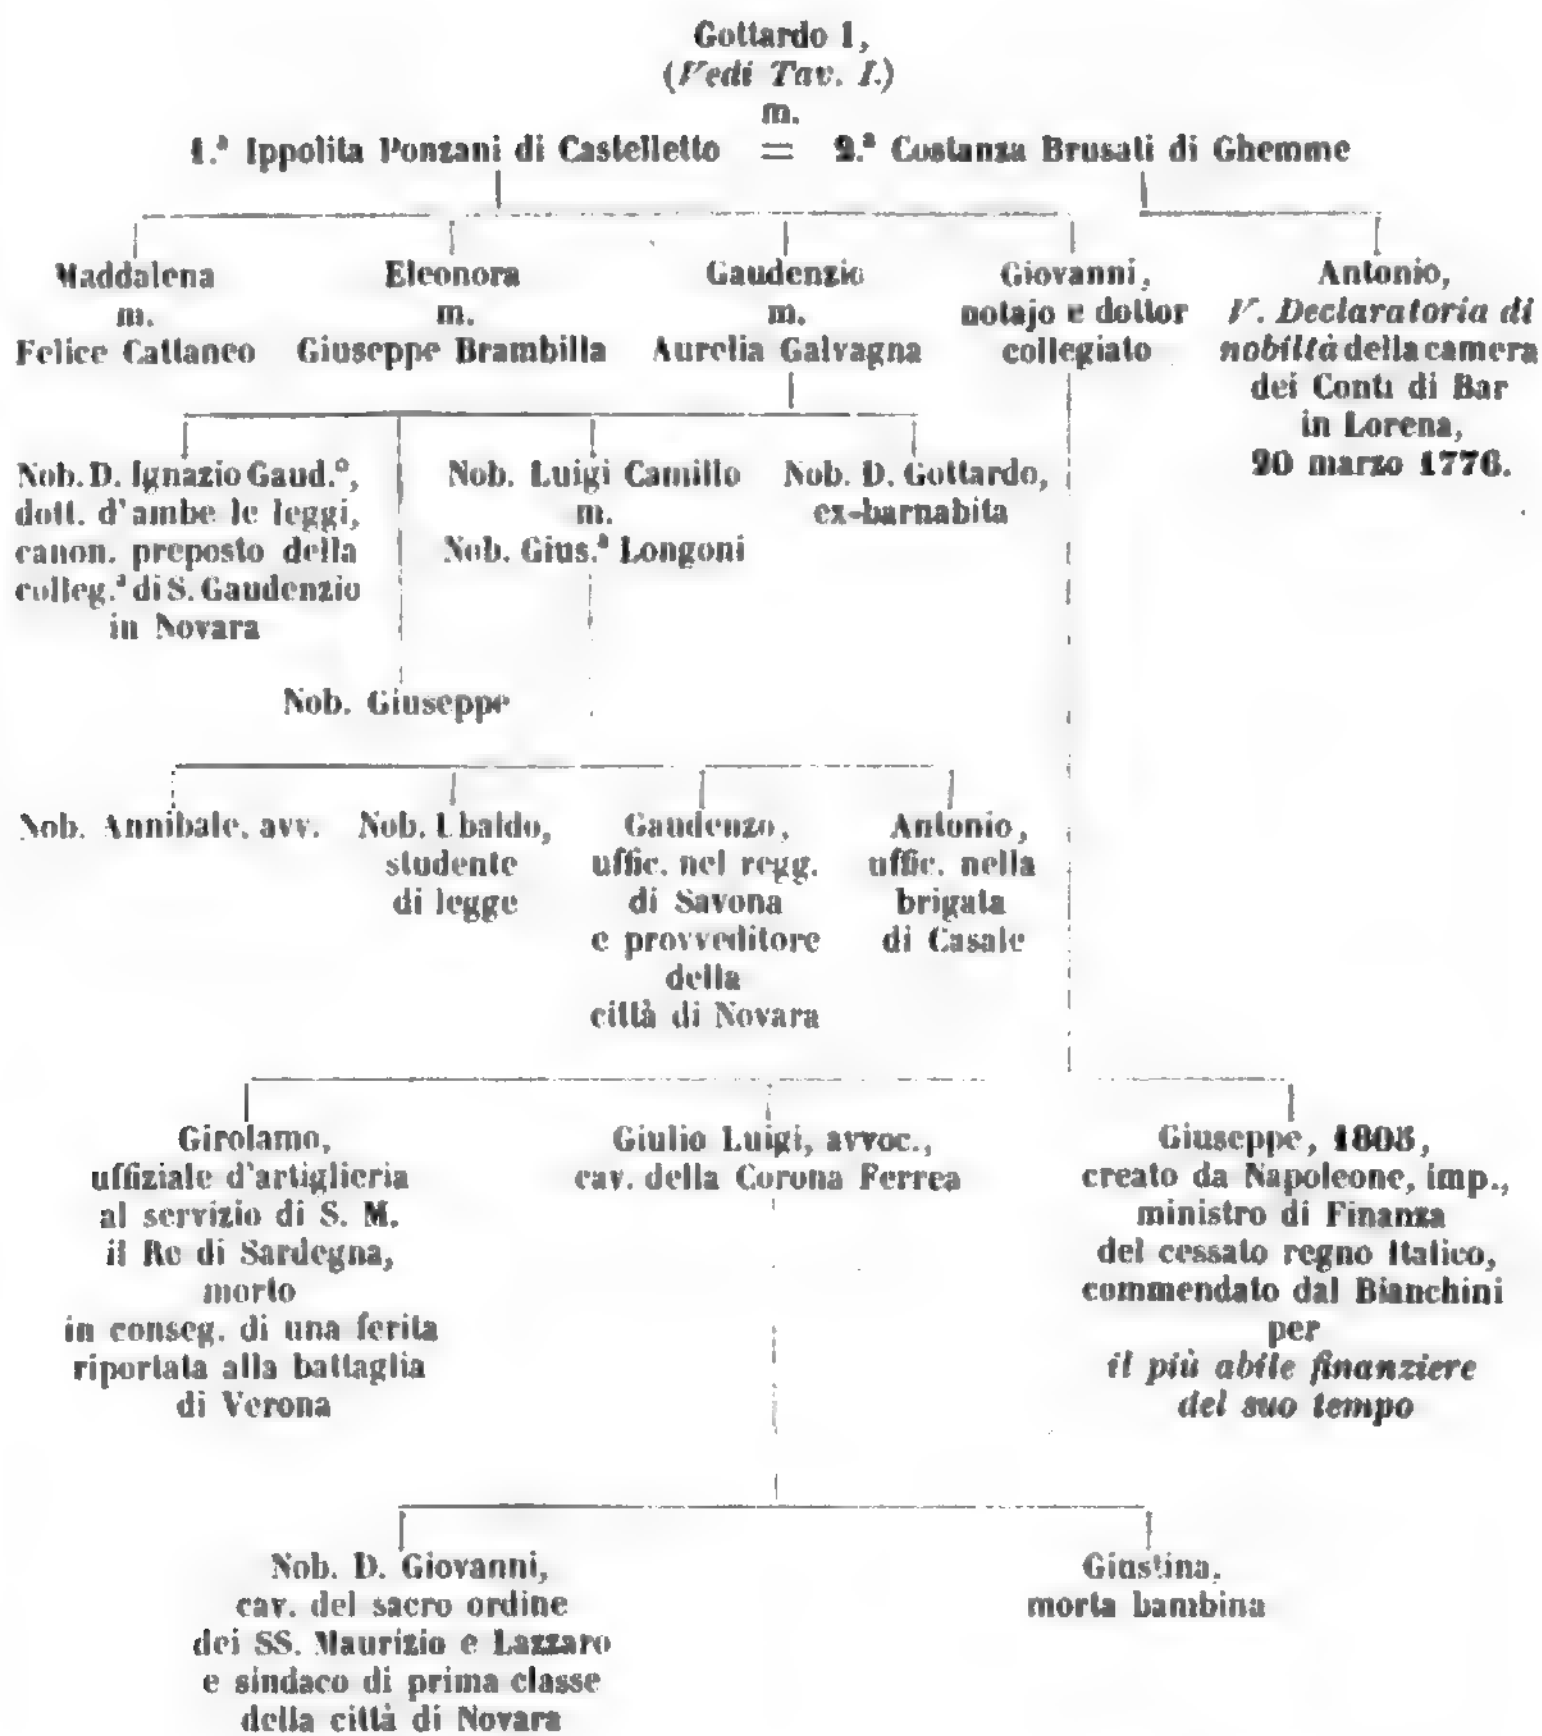 Gottardo I,
(Vedi Tav. I.)
m.
1.ª Ippolita Ponzani di Castelletto = 2.ª Costanza Brusati di Ghemme
Maddalena
m.
Felice Cattaneo
Eleonora
m.
Giuseppe Brambilla
Gaudenzio
m.
Aurelia Galvagna
Giovanni,
notajo e dottor
collegiato
Antonio,
V. Declaratoria di
nobiltà della camera
dei Conti di Bar
in Lorena,
20 marzo 1776.
Nob. D. Ignazio Gaud.º,
dott. d'ambe le leggi,
canon. preposto della
colleg.ª di S. Gaudenzio
in Novara
Nob. Luigi Camillo
m.
Nob. Gius.ª Longoni
Nob. D. Gottardo,
ex-barnabita
Nob. Giuseppe
Nob. Annibale, avv.
Nob. Ubaldo,
studente
di legge
Gaudenzo,
uffic. nel regg.
di Savona
e provveditore
della
città di Novara
Antonio,
uffic. nella
brigata
di Casale
Girolamo,
uffiziale d'artiglieria
al servizio di S. M.
il Re di Sardegna,
morto
in conseg. di una ferita
riportata alla battaglia
di Verona
Giulio Luigi, avvoc.,
cav. della Corona Ferrea
Giuseppe,
creato da Napoleone, imp.,
ministro di Finanza
del cessato regno Italico,
commendato dal Bianchini
per
il più abile finanziere
del suo tempo
Nob. D. Giovanni,
cav. del sacro ordine
dei SS. Maurizio e Lazzaro
e sindaco di prima classe
della città di Novara
Giustina,
morta bambina